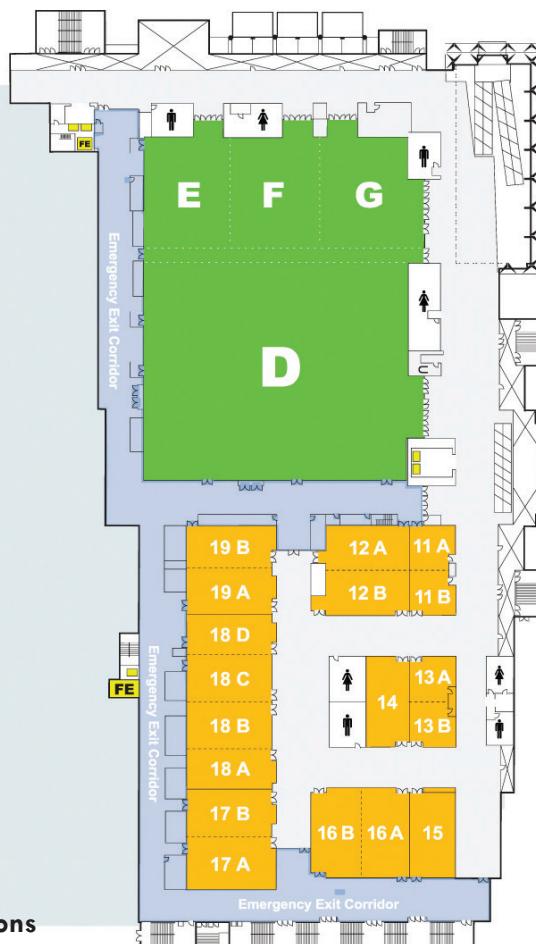 FE
E
F
G
Emergency Exit Corridor
D
U
19 B
12 A
11 A
19 A
12 B
11 B
18 D
18 C
14
13 A
FE
Emergency Exit Corridor
18 B
13 B
18 A
17 B
16 B
16 A
15
17 A
Emergency Exit Corridor
ons